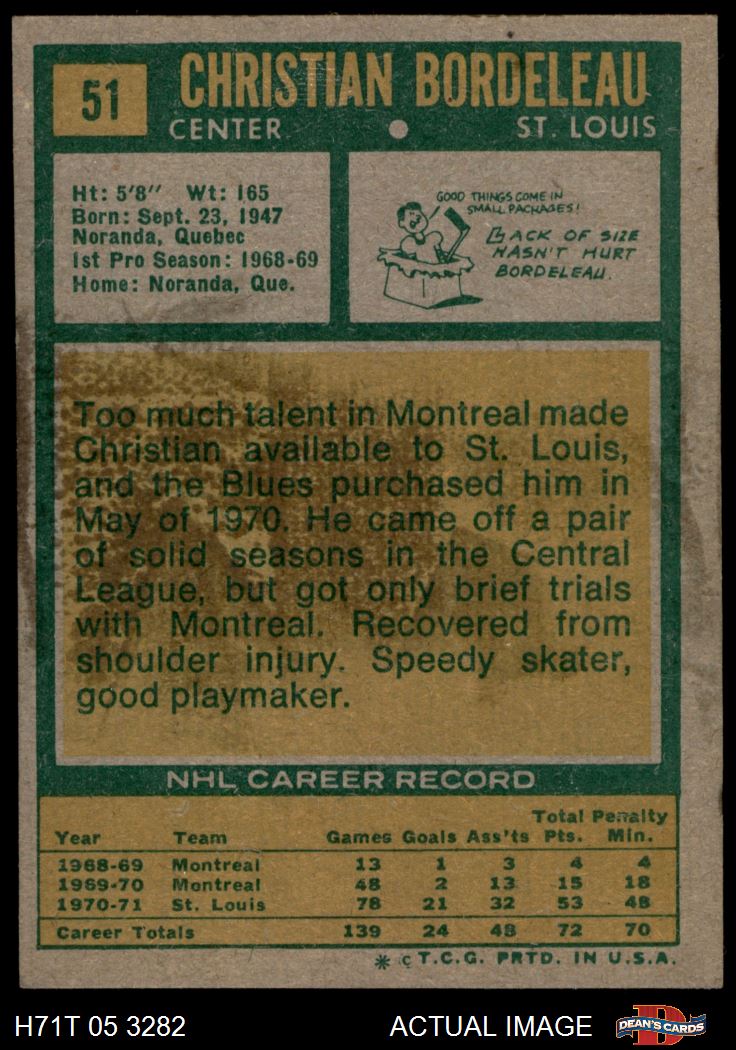 51
CHRISTIAN BORDELEAU
CENTER
ST. LOUIS
Ht: 5'8" Wt: 165
Born: Sept. 23, 1947
Noranda, Quebec
1st Pro Season: 1968-69
Home: Noranda, Que.
GOOD THINGS COME IN
SMALL PACKAGES!
LACK OF SIZE
HASN'T HURT
BORDELEAU.
Too much talent in Montreal made
Christian available to St. Louis,
and the Blues purchased him in
May of 1970. He came off a pair
of solid seasons in the Central
League, but got only brief trials
with Montreal. Recovered from
shoulder injury. Speedy skater,
good playmaker.
NHL CAREER RECORD
Total Penalty
Year Team Games Goals Ass'ts Pts. Min.
1968-69 Montreal 13 1 3 4 4
1969-70 Montreal 48 2 13 15 18
1970-71 St. Louis 78 21 32 53 48
Career Totals 139 24 48 72 70
* © T.C.G. PRTD. IN U.S.A.
H71T 05 3282 ACTUAL IMAGE
D
DEAN'S CARDS